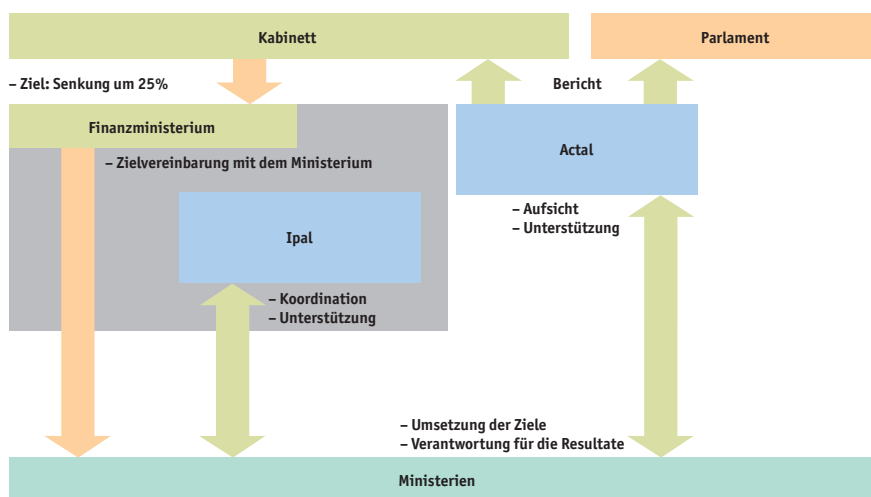 Kabinett
Parlament
– Ziel: Senkung um 25%
Bericht
Finanzministerium
– Zielvereinbarung mit dem Ministerium
Actal
Ipal
– Aufsicht
– Unterstützung
– Koordination
– Unterstützung
– Umsetzung der Ziele
– Verantwortung für die Resultate
Ministerien